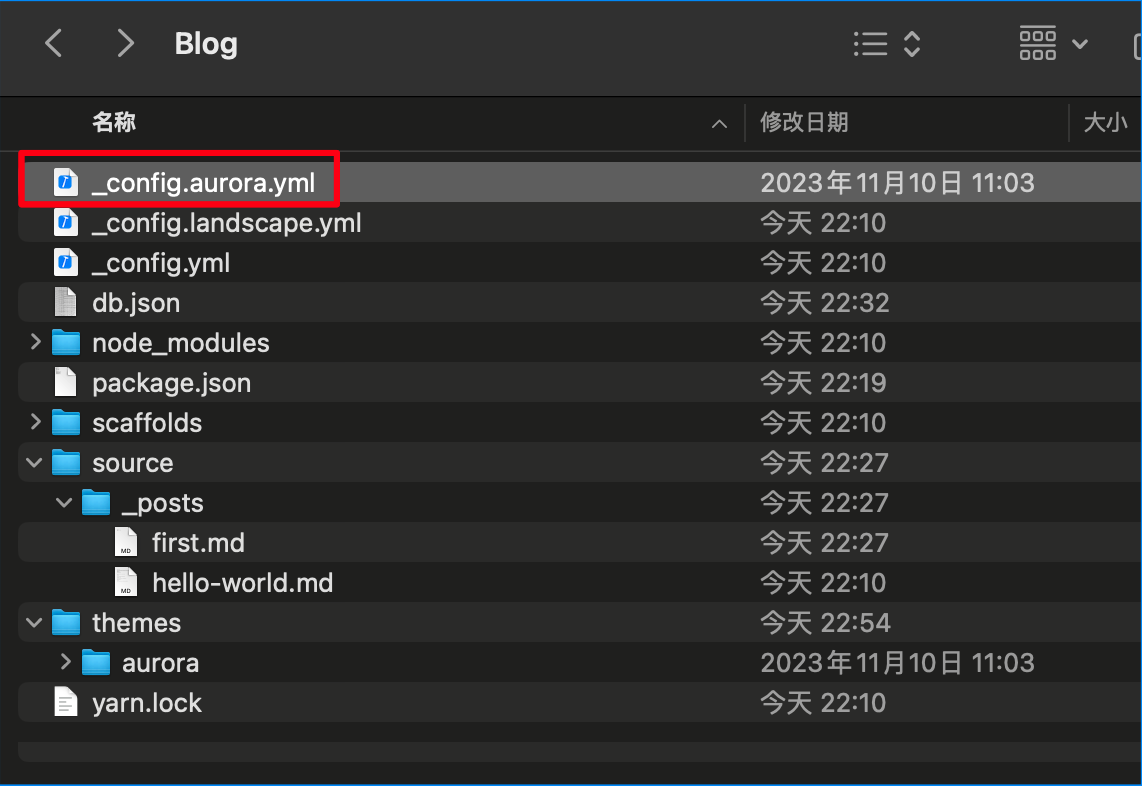 Blog
名称 修改日期 大小
_config.aurora.yml 2023年11月10日 11:03
_config.landscape.yml 今天 22:10
_config.yml 今天 22:10
db.json 今天 22:32
node_modules 今天 22:10
package.json 今天 22:19
scaffolds 今天 22:10
source 今天 22:27
_posts 今天 22:27
MD first.md 今天 22:27
MD hello-world.md 今天 22:10
themes 今天 22:54
aurora 2023年11月10日 11:03
yarn.lock 今天 22:10